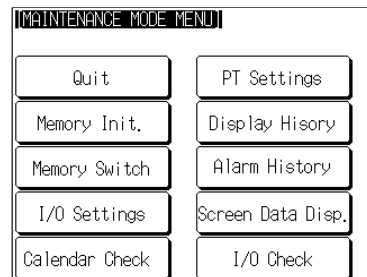 [MAINTENANCE MODE MENU]
Quit
PT Settings
Memory Init.
Display Hisory
Memory Switch
Alarm History
I/O Settings
Screen Data Disp.
Calendar Check
I/O Check